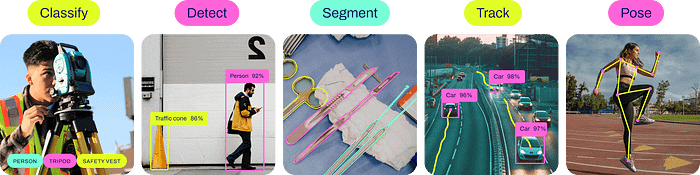 Classify
Detect
Segment
Track
Pose
PERSON
TRIPOD
SAFETY VEST
2
Person 92%
Traffic cone 86%
Car 98%
Car 96%
Car 97%